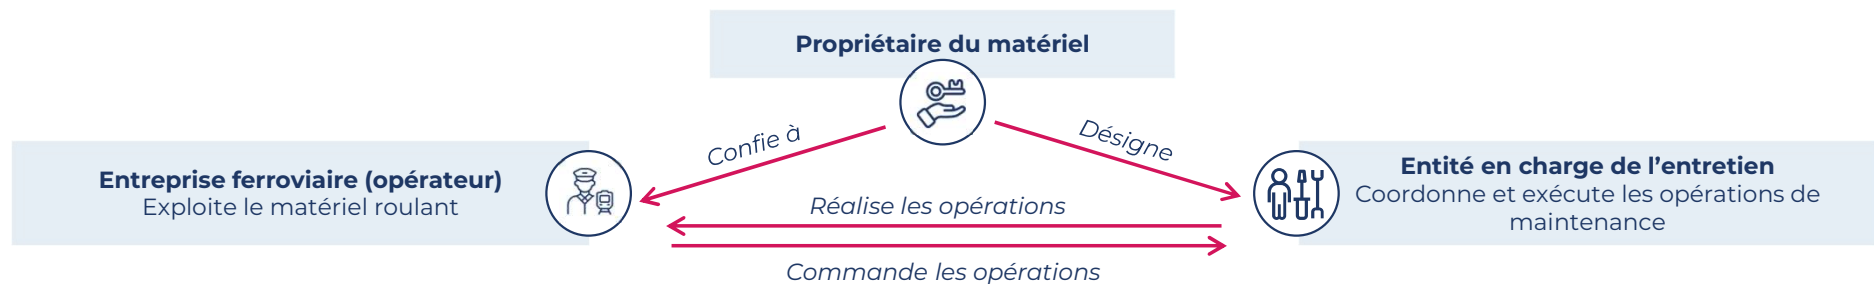 Propriétaire du matériel
Confie à
Désigne
Entreprise ferroviaire (opérateur)
Exploite le matériel roulant
Réalise les opérations
Commande les opérations
Entité en charge de l’entretien
Coordonne et exécute les opérations de
maintenance